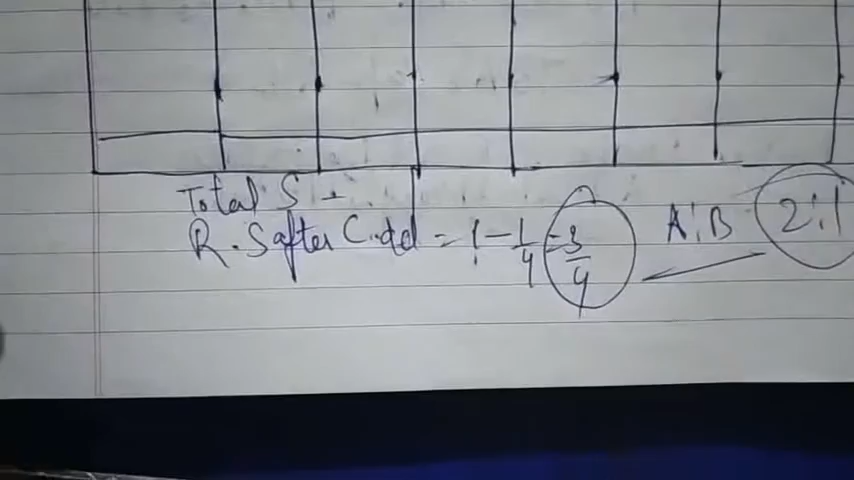 Total S -
R. S after C. add = 1 - 1/4 = 3/4 A:B 2:1